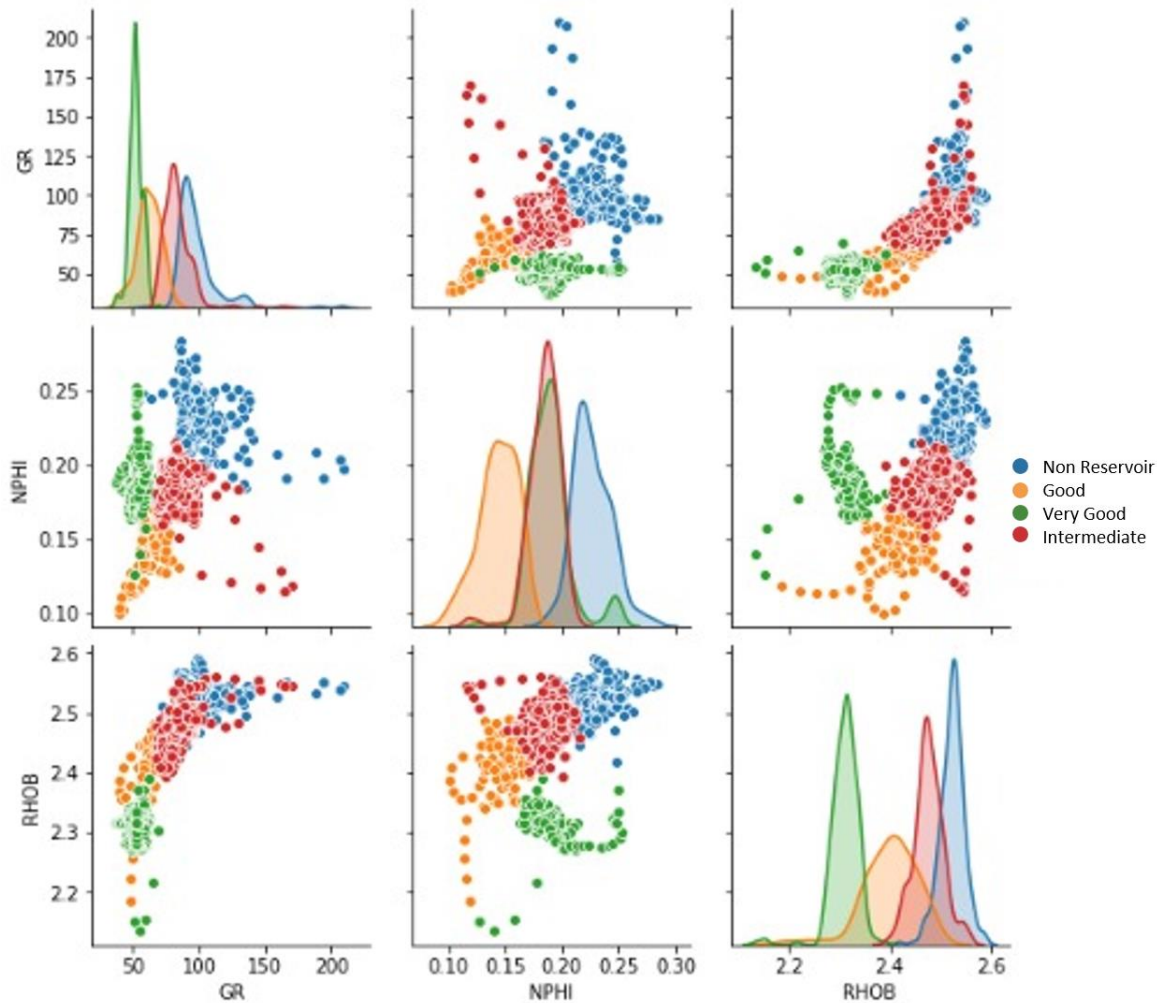 GR
200
175
150
125
100
75
50
NPHI
0.25
0.20
0.15
0.10
Non Reservoir
Good
Very Good
Intermediate
RHOB
2.6
2.5
2.4
2.3
2.2
50 100 150 200 0.10 0.15 0.20 0.25 0.30 2.2 2.4 2.6
GR NPHI RHOB